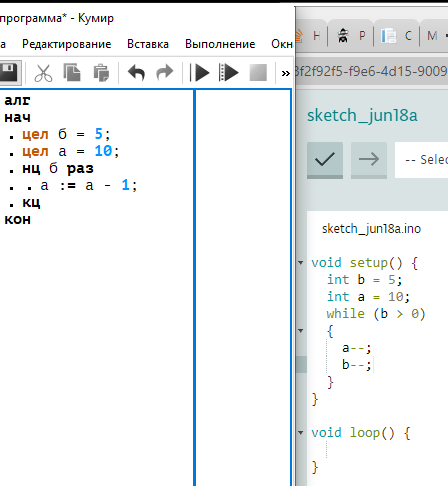 программа* - Кумир
а Редактирование Вставка Выполнение Окн
»
алг
нач
. цел б = 5;
. цел а = 10;
. нц б раз
. . а := а - 1;
. кц
кон
H P C M
3f2f92f5-f9e6-4d15-9009
sketch_jun18a
-- Selec
sketch_jun18a.ino
void setup() {
int b = 5;
int a = 10;
while (b > 0)
{
a--;
b--;
}
}
void loop() {
}